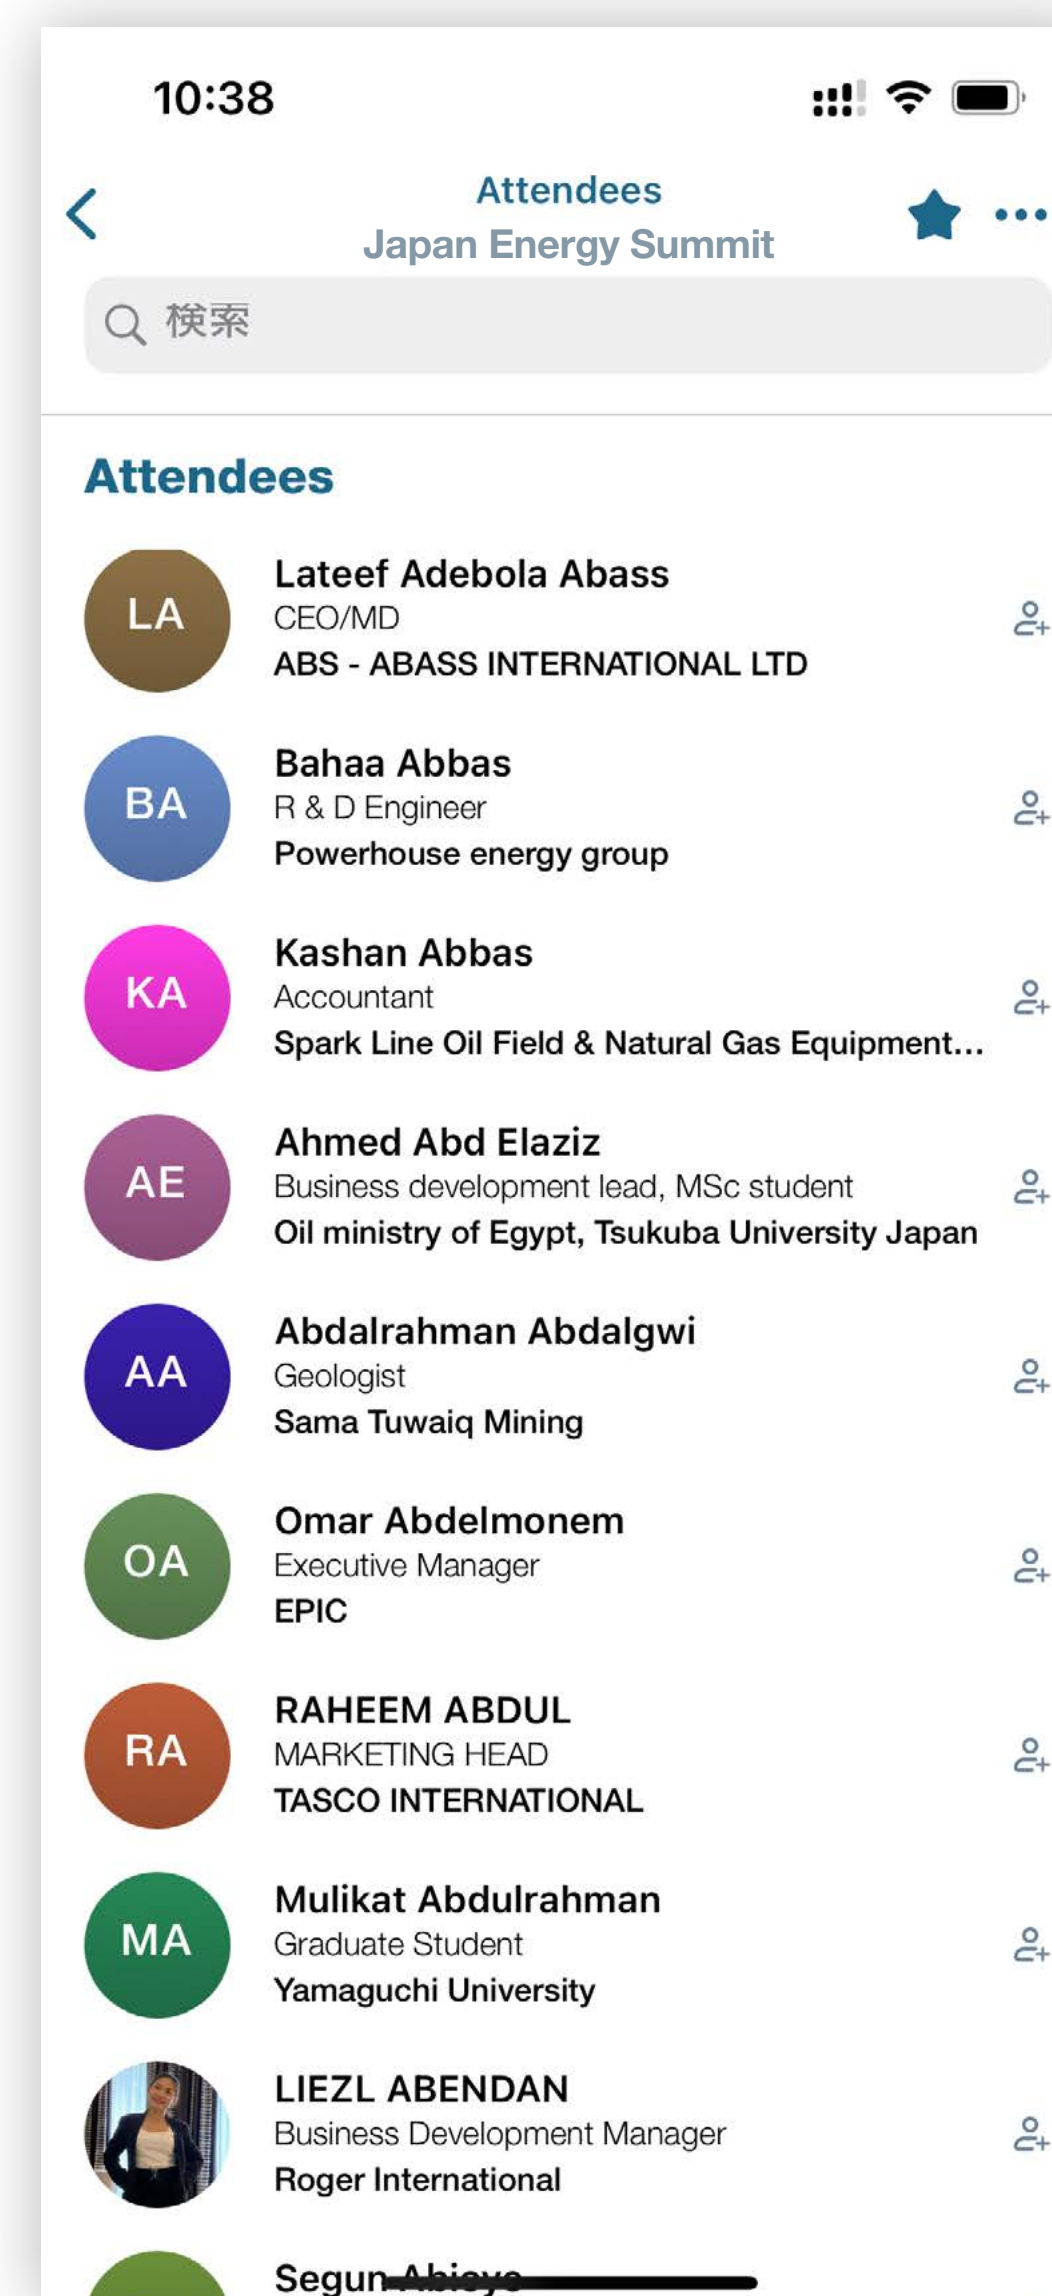 10:38
Attendees
Japan Energy Summit
検索
Attendees
LA
Lateef Adebola Abass
CEO/MD
ABS - ABASS INTERNATIONAL LTD
BA
Bahaa Abbas
R & D Engineer
Powerhouse energy group
KA
Kashan Abbas
Accountant
Spark Line Oil Field & Natural Gas Equipment...
AE
Ahmed Abd Elaziz
Business development lead, MSc student
Oil ministry of Egypt, Tsukuba University Japan
AA
Abdalrahman Abdalgwi
Geologist
Sama Tuwaiq Mining
OA
Omar Abdelmonem
Executive Manager
EPIC
RA
RAHEEM ABDUL
MARKETING HEAD
TASCO INTERNATIONAL
MA
Mulikat Abdulrahman
Graduate Student
Yamaguchi University
LIEZL ABENDAN
Business Development Manager
Roger International
Segun